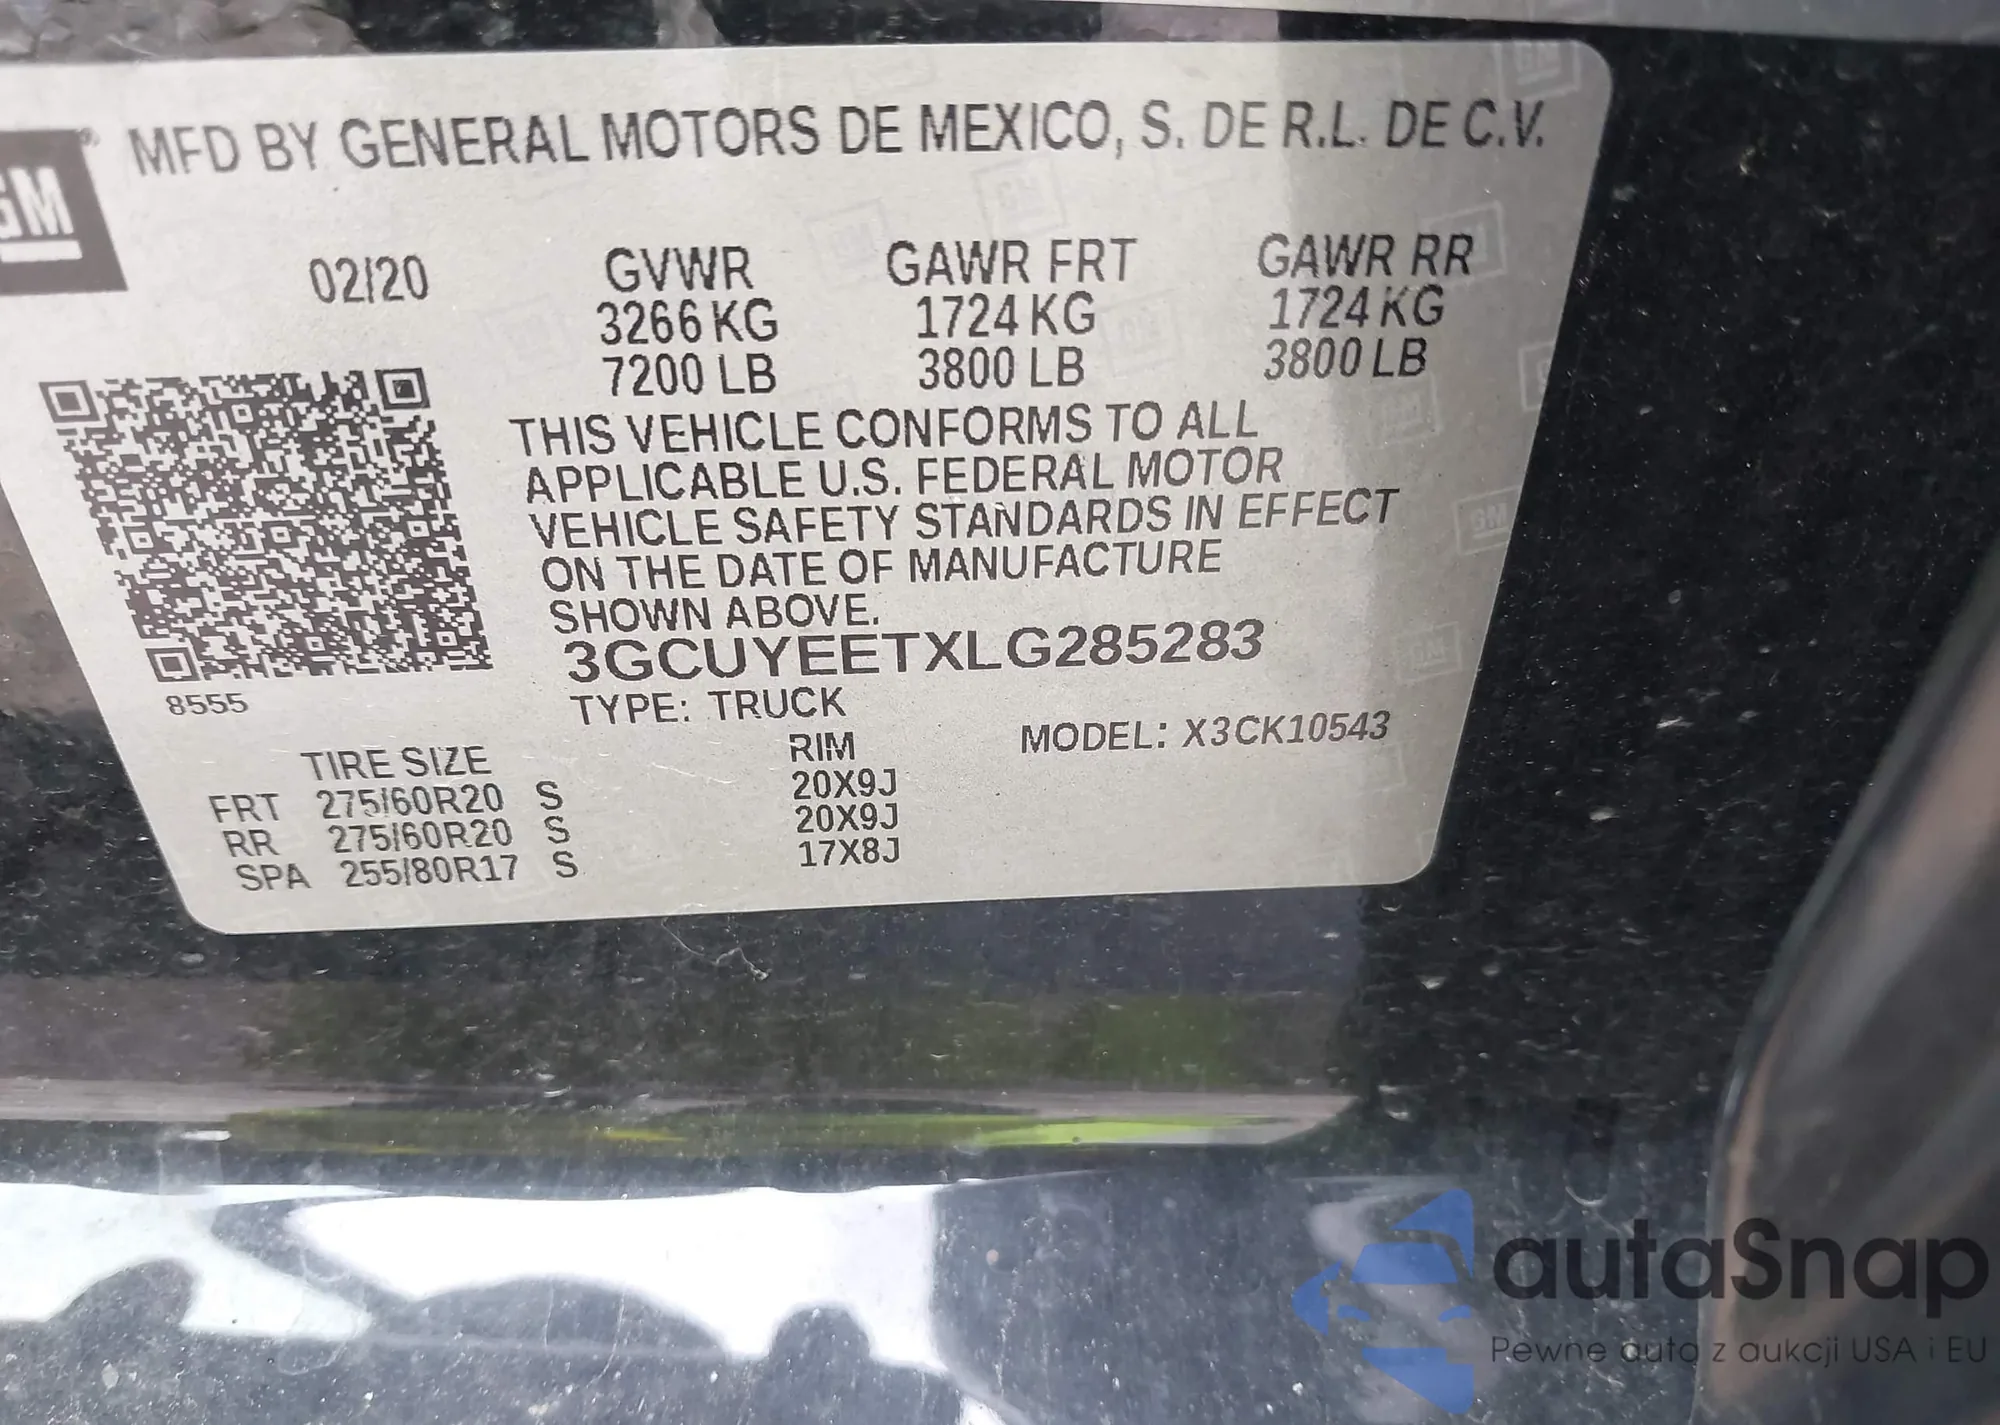 GM® MFD BY GENERAL MOTORS DE MEXICO, S. DE R.L. DE C.V.
02/20 GVWR GAWR FRT GAWR RR
3266 KG 1724 KG 1724 KG
7200 LB 3800 LB 3800 LB
THIS VEHICLE CONFORMS TO ALL
APPLICABLE U.S. FEDERAL MOTOR
VEHICLE SAFETY STANDARDS IN EFFECT
ON THE DATE OF MANUFACTURE
SHOWN ABOVE.
3GCUYEETXLG285283
8555 TYPE: TRUCK MODEL: X3CK10543
TIRE SIZE RIM
FRT 275/60R20 S 20X9J
RR 275/60R20 S 20X9J
SPA 255/80R17 S 17X8J
autaSnap
Pewne auta z aukcji USA i EU